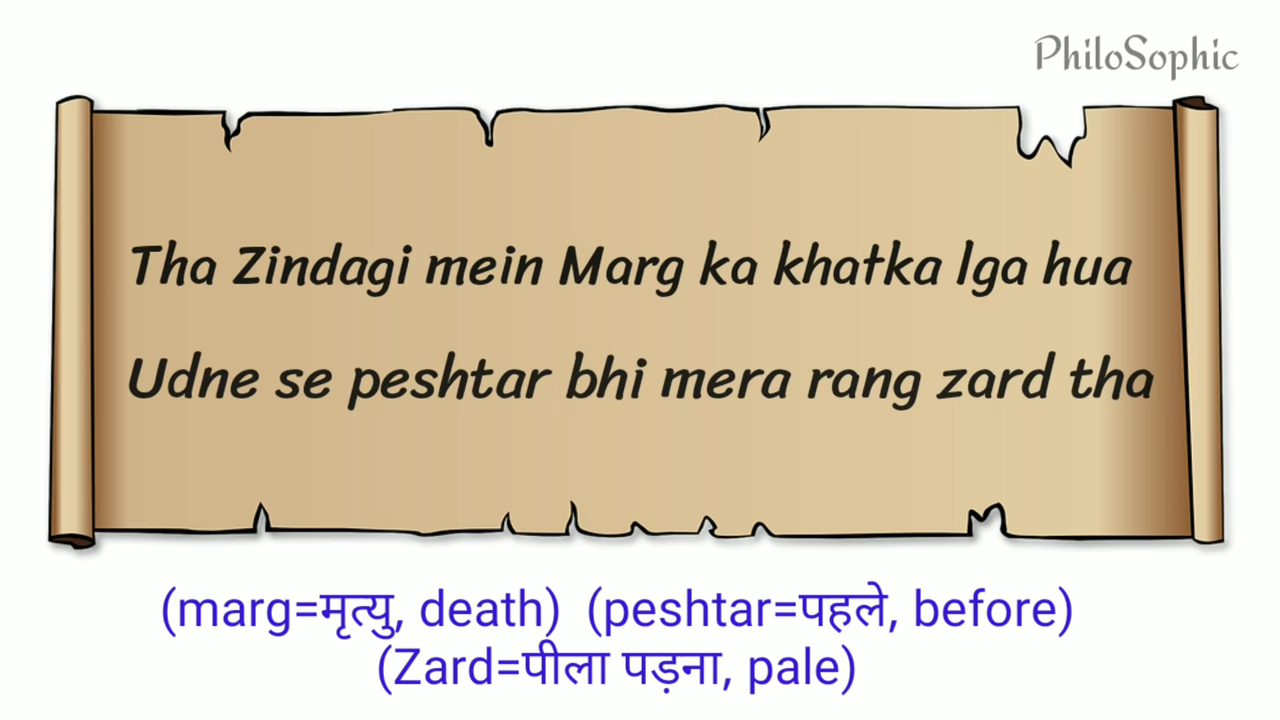 PhiloSophic
Tha Zindagi mein Marg ka khatka lga hua
Udne se peshtar bhi mera rang zard tha
(marg=मृत्यु, death) (peshtar=पहले, before)
(Zard=पीला पड़ना, pale)